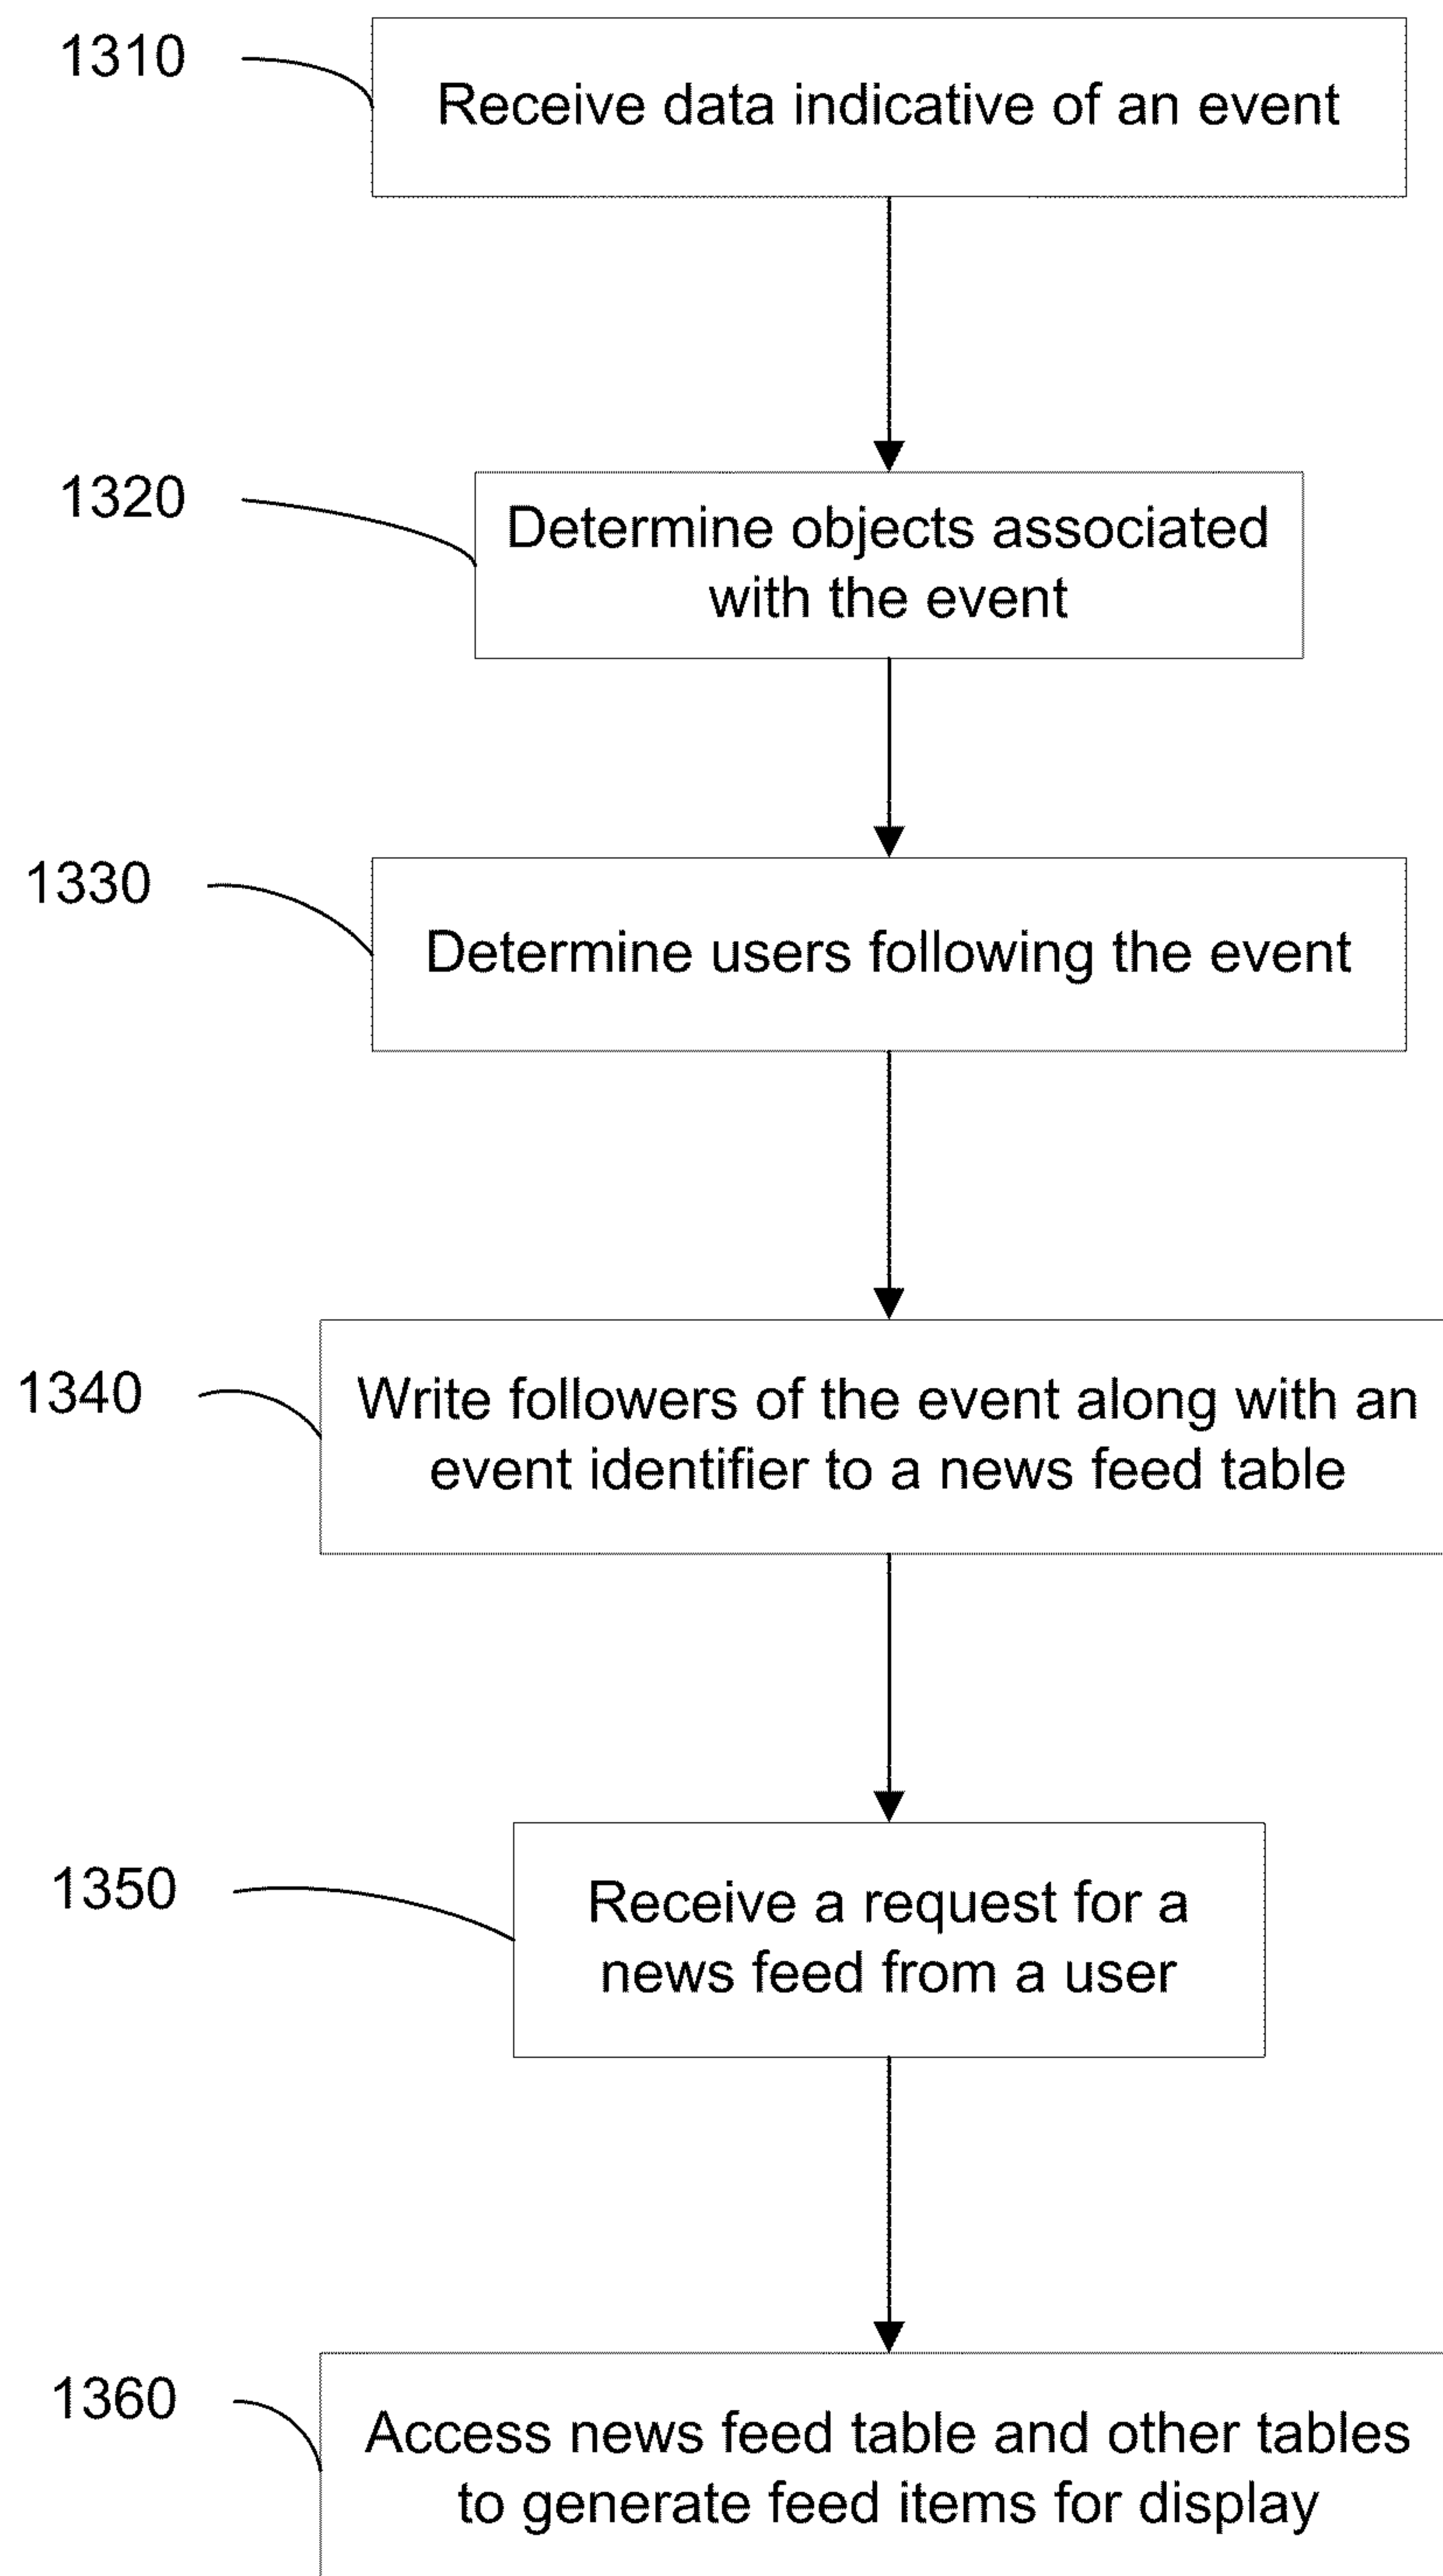 1310
Receive data indicative of an event
1320
Determine objects associated
with the event
1330
Determine users following the event
1340
Write followers of the event along with an
event identifier to a news feed table
1350
Receive a request for a
news feed from a user
1360
Access news feed table and other tables
to generate feed items for display